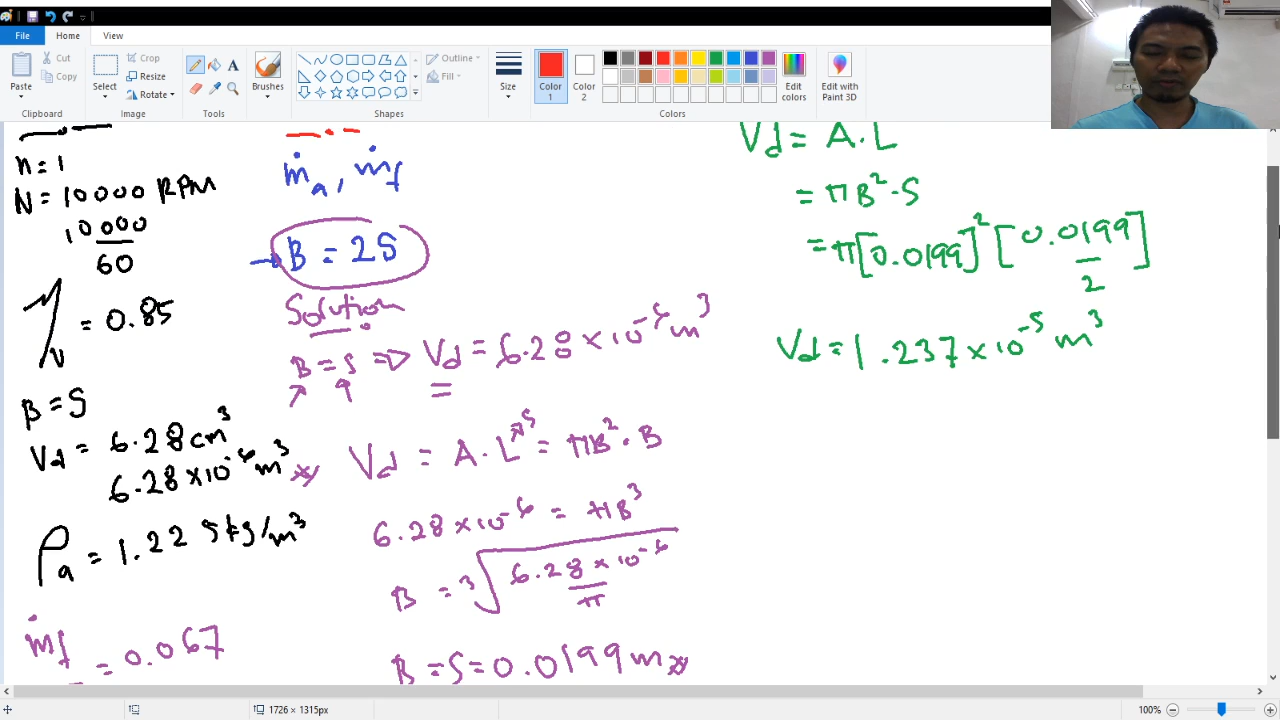 File
Home
View
Paste
Cut
Copy
Clipboard
Select
Crop
Resize
Rotate
Image
Tools
Brushes
Shapes
Outline
Fill
Size
Color 1
Color 2
Colors
Edit colors
Edit with Paint 3D
n=1
N = 10000 RPM
10000
60
η
v
= 0.85
B = S
Vd = 6.28 cm³
6.28 × 10⁻⁶ m³
ρa = 1.225 kg/m³
ṁf
= 0.067
ṁa, ṁf
B = 2S
Solution
B = S => Vd = 6.28 × 10⁻⁶ m³
Vd = A.L = πB² . B
S
6.28 × 10⁻⁶ = πB³
B = ³√ 6.28 × 10⁻⁶
π
B = S = 0.0199 m
Vd = A.L
= πB² . S
= π[0.0199]² [0.0199
2]
Vd = 1.237 × 10⁻⁵ m³
1726 × 1315px
100%